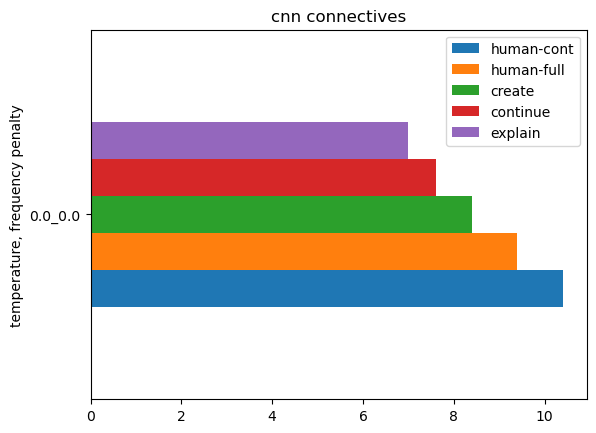 cnn connectives
human-cont
human-full
create
continue
explain
temperature, frequency penalty
0.0_0.0
0 2 4 6 8 10